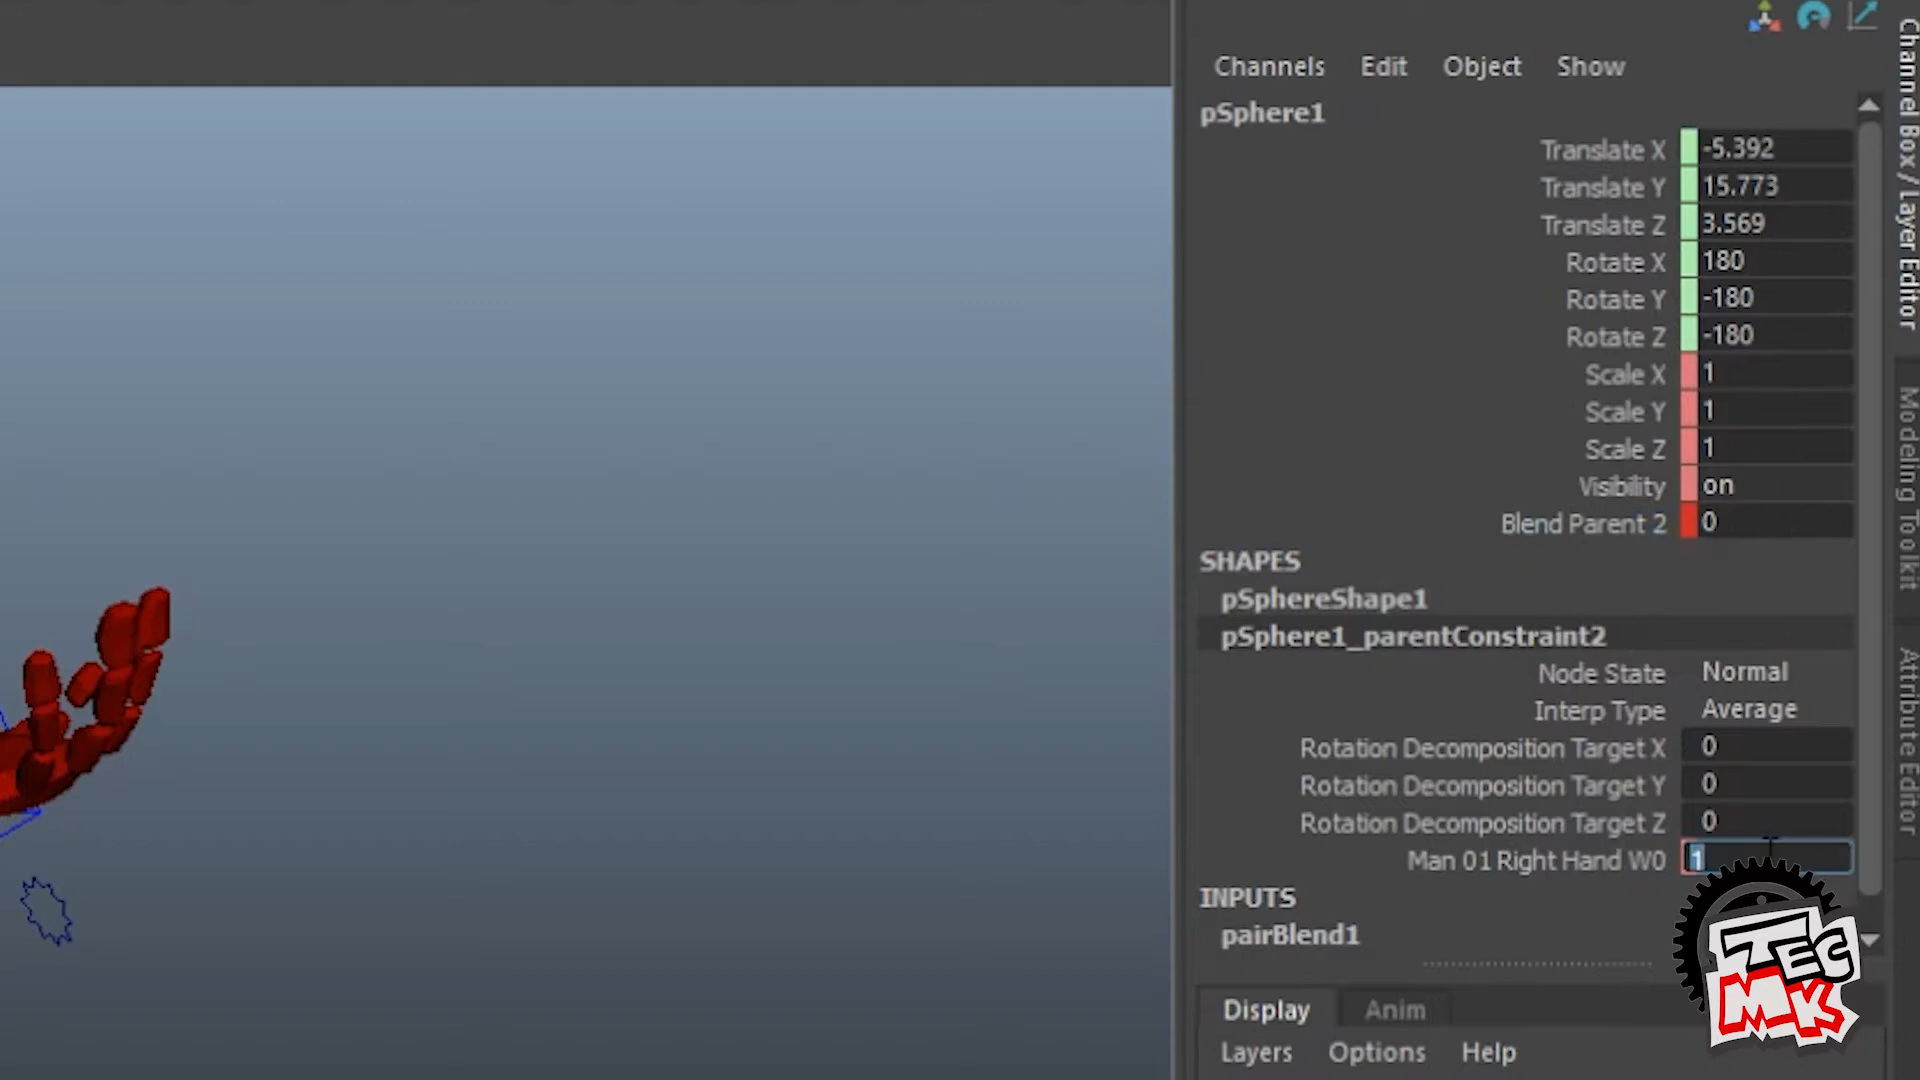 Channels Edit Object Show
pSphere1
Translate X -5.392
Translate Y 15.773
Translate Z 3.569
Rotate X 180
Rotate Y -180
Rotate Z -180
Scale X 1
Scale Y 1
Scale Z 1
Visibility on
Blend Parent 2 0
SHAPES
pSphereShape1
pSphere1_parentConstraint2
Node State Normal
Interp Type Average
Rotation Decomposition Target X 0
Rotation Decomposition Target Y 0
Rotation Decomposition Target Z 0
Man 01 Right Hand W0 1
INPUTS
pairBlend1
Display Anim
Layers Options Help
Channel Box / Layer Editor
Modeling Toolkit
Attribute Editor
TEC
MK